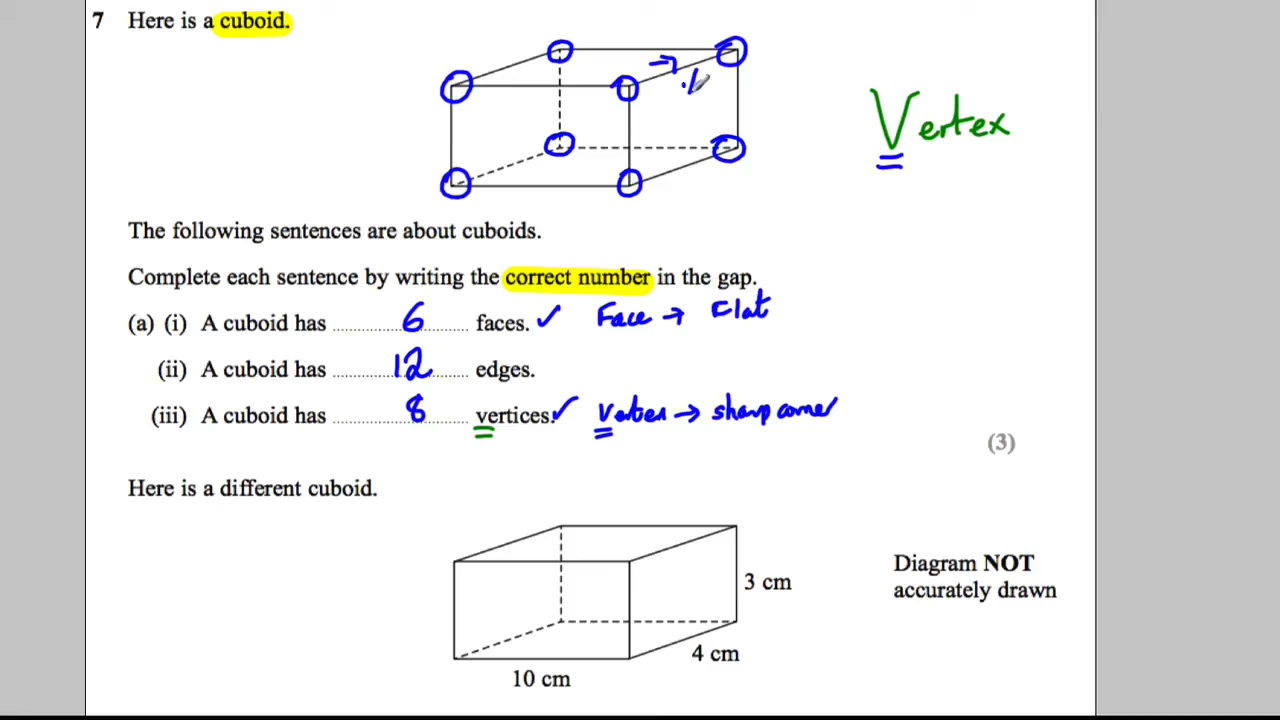 7 Here is a cuboid.
Vertex
The following sentences are about cuboids.
Complete each sentence by writing the correct number in the gap.
(a) (i) A cuboid has ....................6.................... faces. ✓ Face → Flat
(ii) A cuboid has ....................12.................... edges.
(iii) A cuboid has ....................8.................... vertices. ✓ Vertex → sharp corner
(3)
Here is a different cuboid.
Diagram NOT
accurately drawn
3 cm
4 cm
10 cm